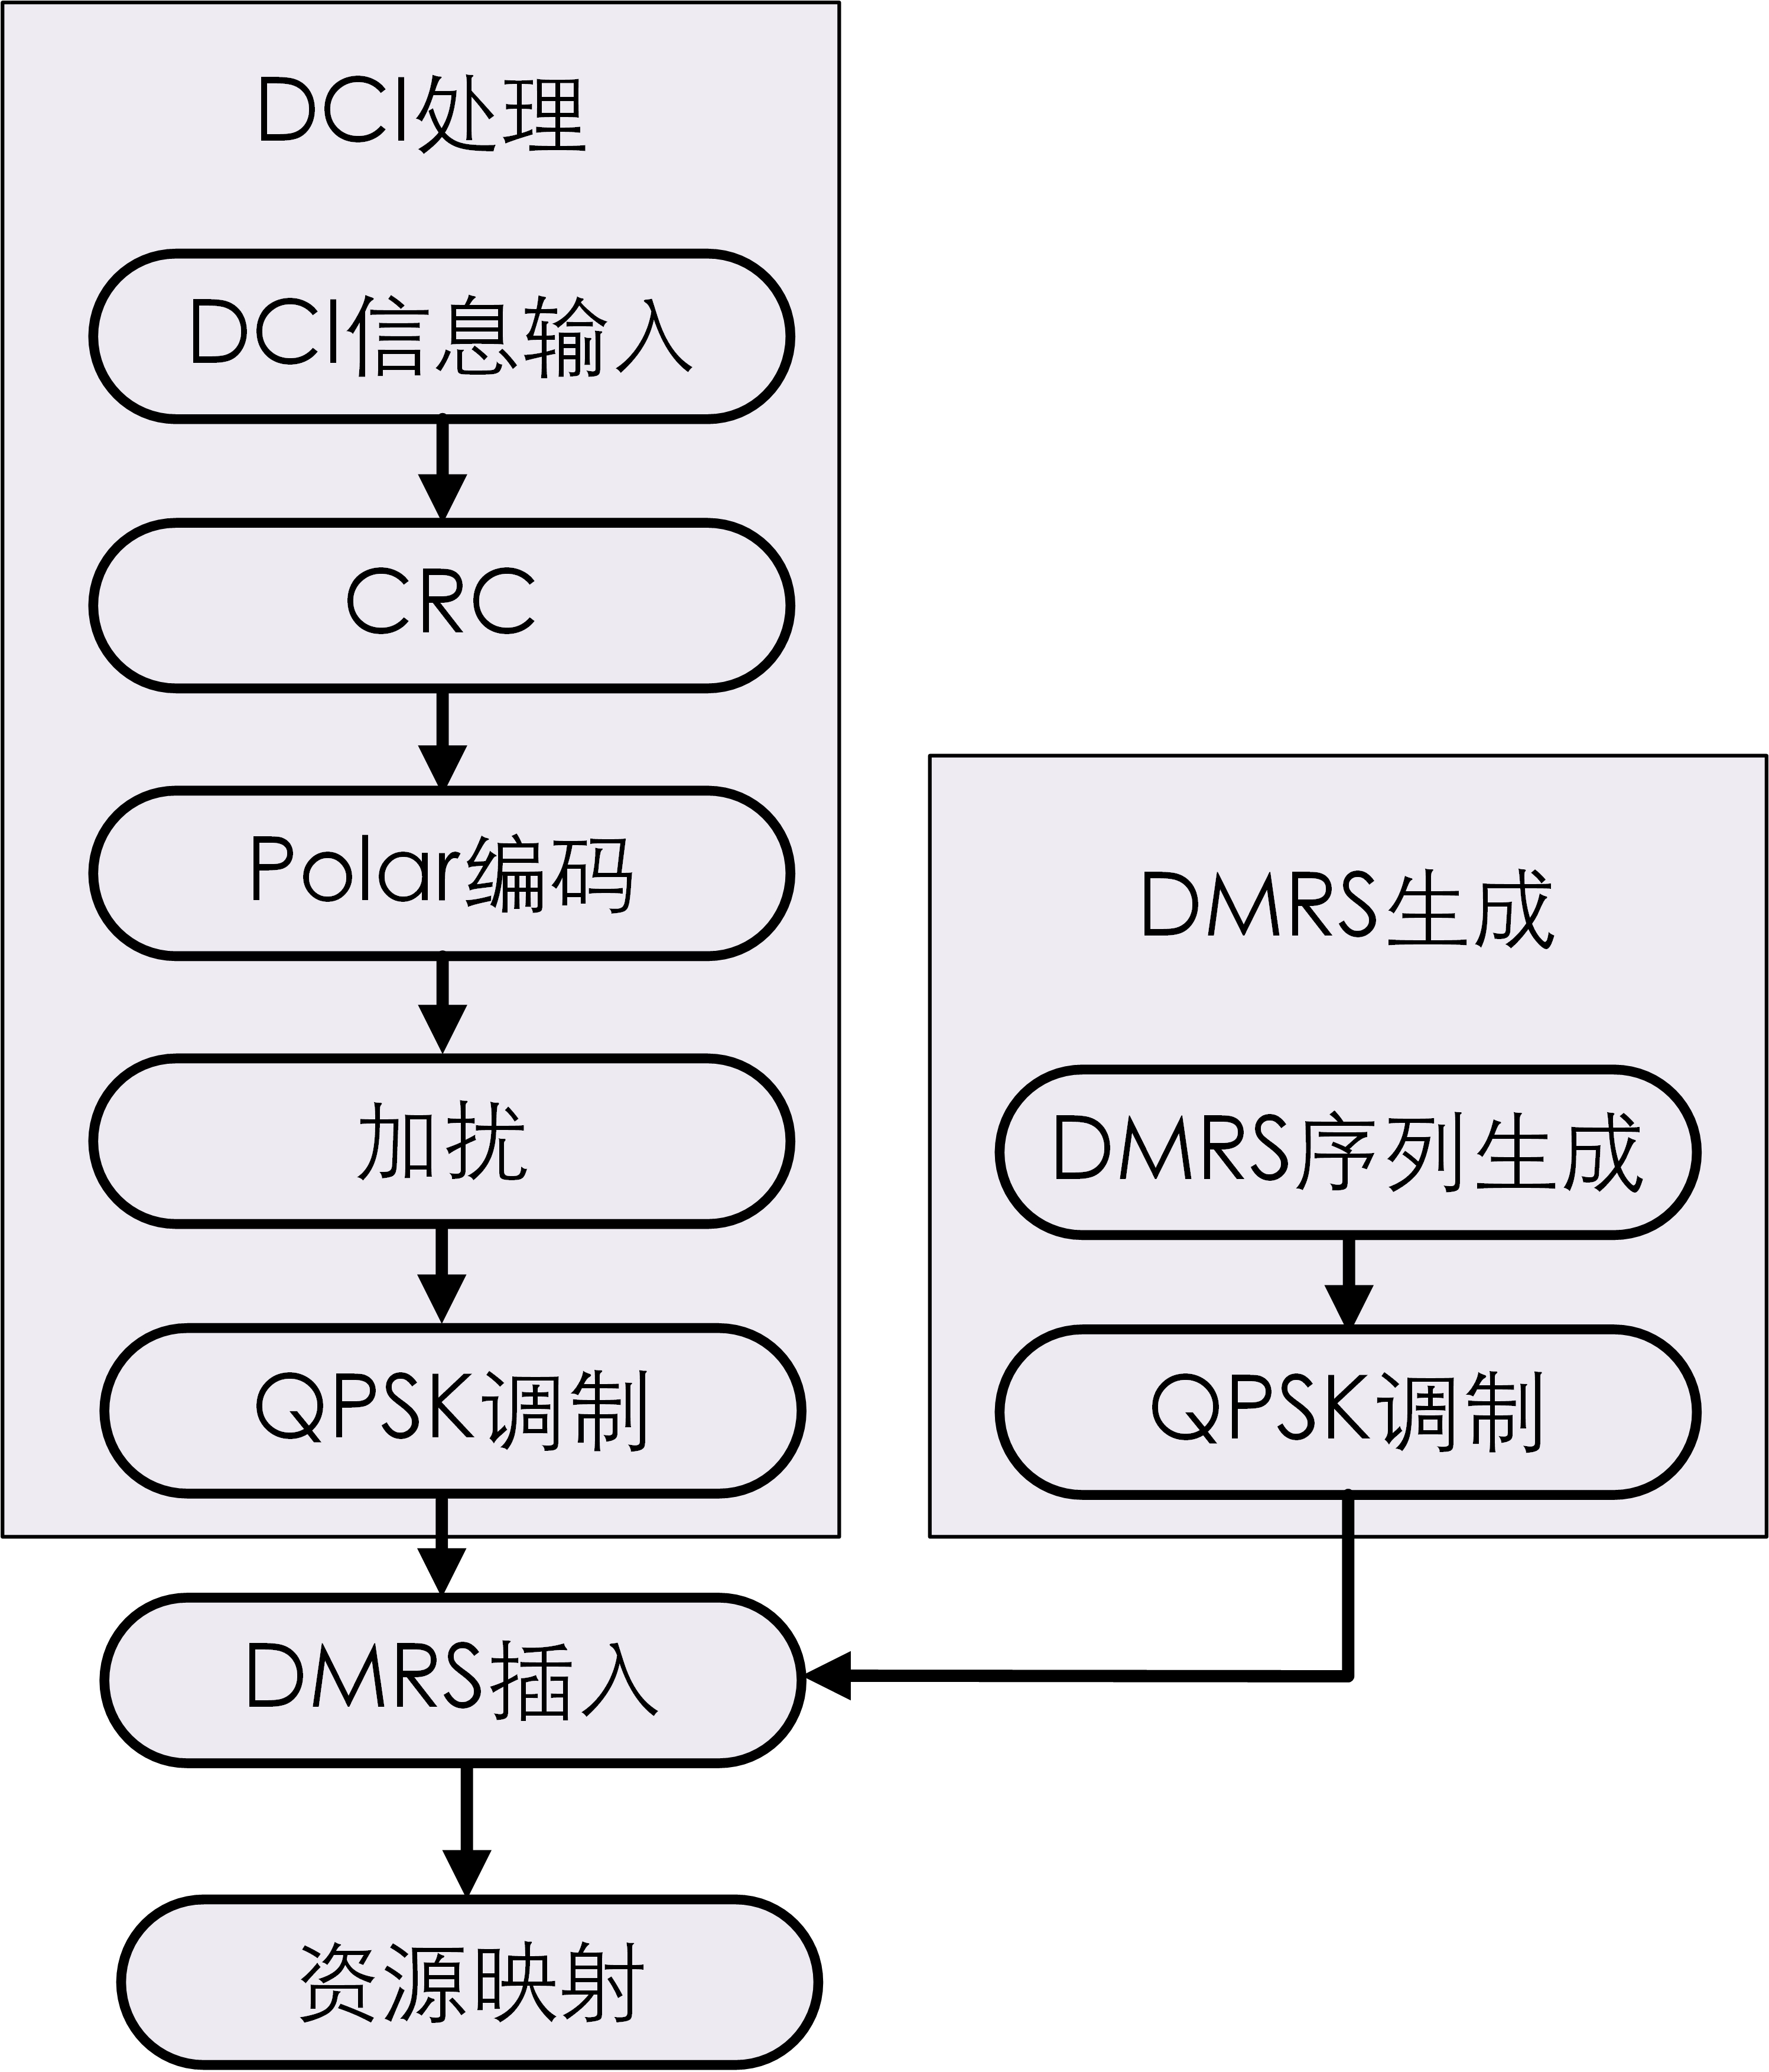 DCI处理
DCI信息输入
CRC
Polar编码
加扰
QPSK调制
DMRS生成
DMRS序列生成
QPSK调制
DMRS插入
资源映射